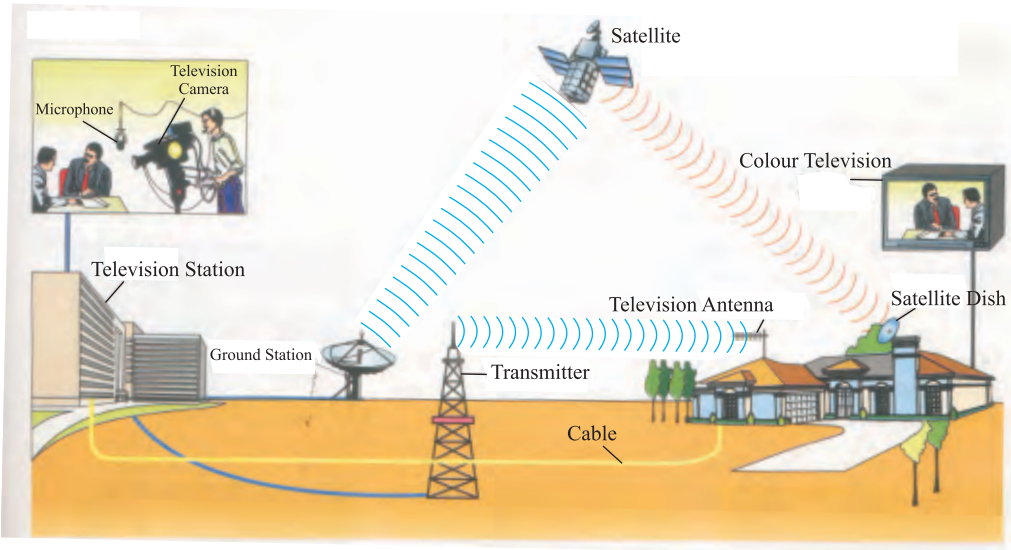 Satellite
Television
Camera
Microphone
Colour Television
Television Station
Satellite Dish
Television Antenna
Ground Station
Transmitter
Cable